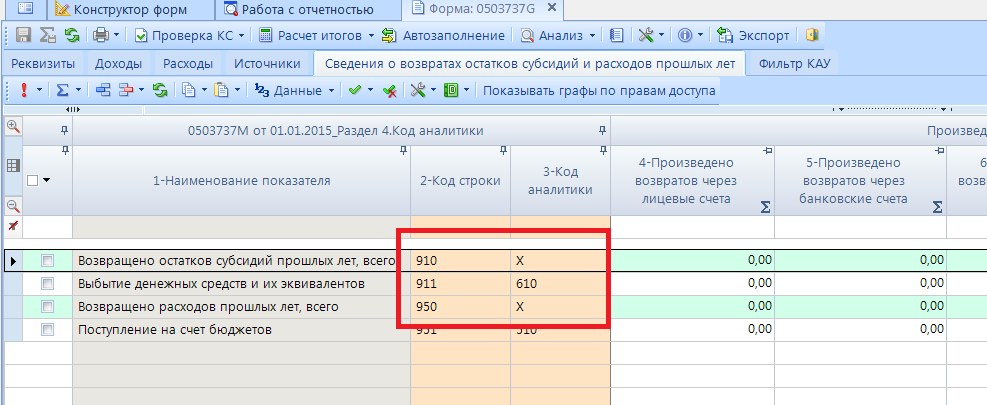 Конструктор форм Работа с отчетностью Форма: 0503737G
Проверка КС Расчет итогов Автозаполнение Анализ Экспорт
Реквизиты Доходы Расходы Источники Сведения о возвратах остатков субсидий и расходов прошлых лет Фильтр КАУ
Σ 123 Данные Показывать графы по правам доступа
0503737М от 01.01.2015_Раздел 4.Код аналитики Произвед
1-Наименование показателя 2-Код строки 3-Код аналитики 4-Произведено возвратов через лицевые счета Σ 5-Произведено возвратов через банковские счета Σ 6 возв
Возвращено остатков субсидий прошлых лет, всего 910 X 0,00 0,00
Выбытие денежных средств и их эквивалентов 911 610 0,00 0,00
Возвращено расходов прошлых лет, всего 950 X 0,00 0,00
Поступление на счет бюджетов 951 510 0,00 0,00